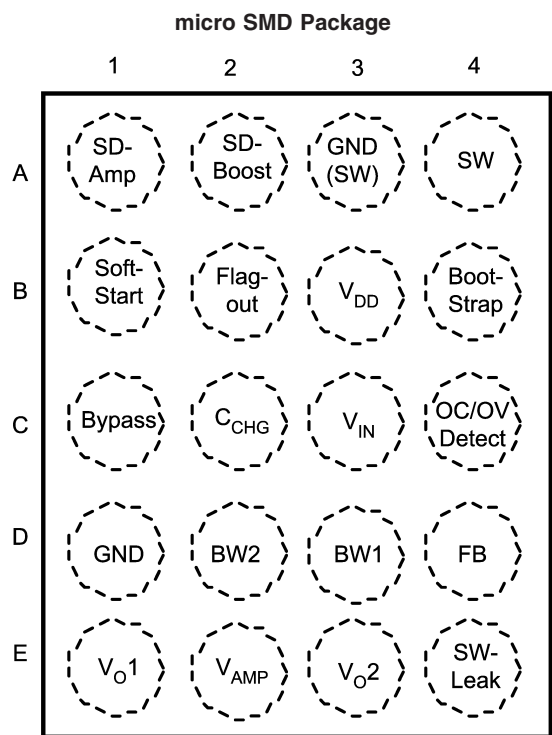 micro SMD Package
1 2 3 4
A SD-Amp SD-Boost GND (SW) SW
B Soft-Start Flag-out VDD Boot-Strap
C Bypass CCHG VIN OC/OV Detect
D GND BW2 BW1 FB
E VO1 VAMP VO2 SW-Leak